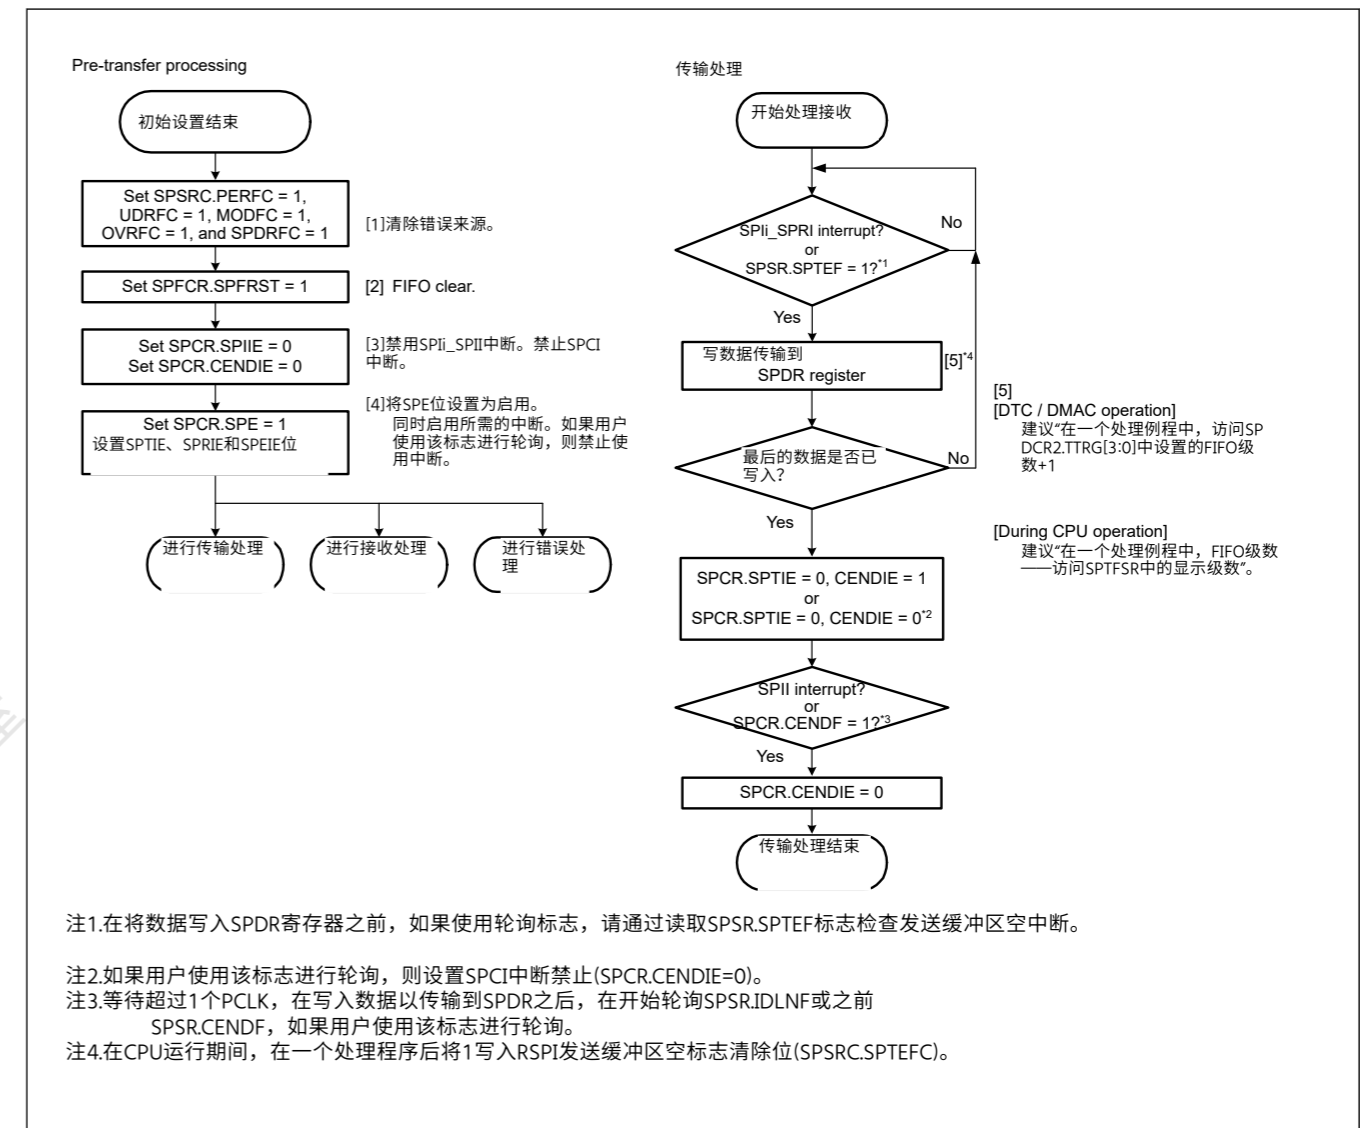 Pre-transfer processing
初始设置结束
Set SPSRC.PERFC = 1,
UDRFC = 1, MODFC = 1,
OVRFC = 1, and SPDRFC = 1
[1]清除错误来源。
Set SPFCR.SPFRST = 1
[2] FIFO clear.
Set SPCR.SPIIE = 0
Set SPCR.CENDIE = 0
[3]禁用SPIi_SPII中断。禁止SPCI
中断。
Set SPCR.SPE = 1
设置SPTIE、SPRIE和SPEIE位
[4]将SPE位设置为启用。
同时启用所需的中断。如果用户
使用该标志进行轮询，则禁止使
用中断。
进行传输处理
进行接收处理
进行错误处
理
传输处理
开始处理接收
SPIi_SPRI interrupt?
or
SPSR.SPTEF = 1?*1
No
Yes
写数据传输到
SPDR register
[5]*4
最后的数据是否已
写入？
No
Yes
SPCR.SPTIE = 0, CENDIE = 1
or
SPCR.SPTIE = 0, CENDIE = 0*2
SPII interrupt?
or
SPCR.CENDF = 1?*3
Yes
SPCR.CENDIE = 0
传输处理结束
[5]
[DTC / DMAC operation]
建议“在一个处理例程中，访问SP
DCR2.TTRG[3:0]中设置的FIFO级
数+1
[During CPU operation]
建议“在一个处理例程中，FIFO级数
——访问SPTFSR中的显示级数”。
注1.在将数据写入SPDR寄存器之前，如果使用轮询标志，请通过读取SPSR.SPTEF标志检查发送缓冲区空中断。
注2.如果用户使用该标志进行轮询，则设置SPCI中断禁止(SPCR.CENDIE=0)。
注3.等待超过1个PCLK，在写入数据以传输到SPDR之后，在开始轮询SPSR.IDLNF或之前
SPSR.CENDF，如果用户使用该标志进行轮询。
注4.在CPU运行期间，在一个处理程序后将1写入RSPI发送缓冲区空标志清除位(SPSRC.SPTEFC)。